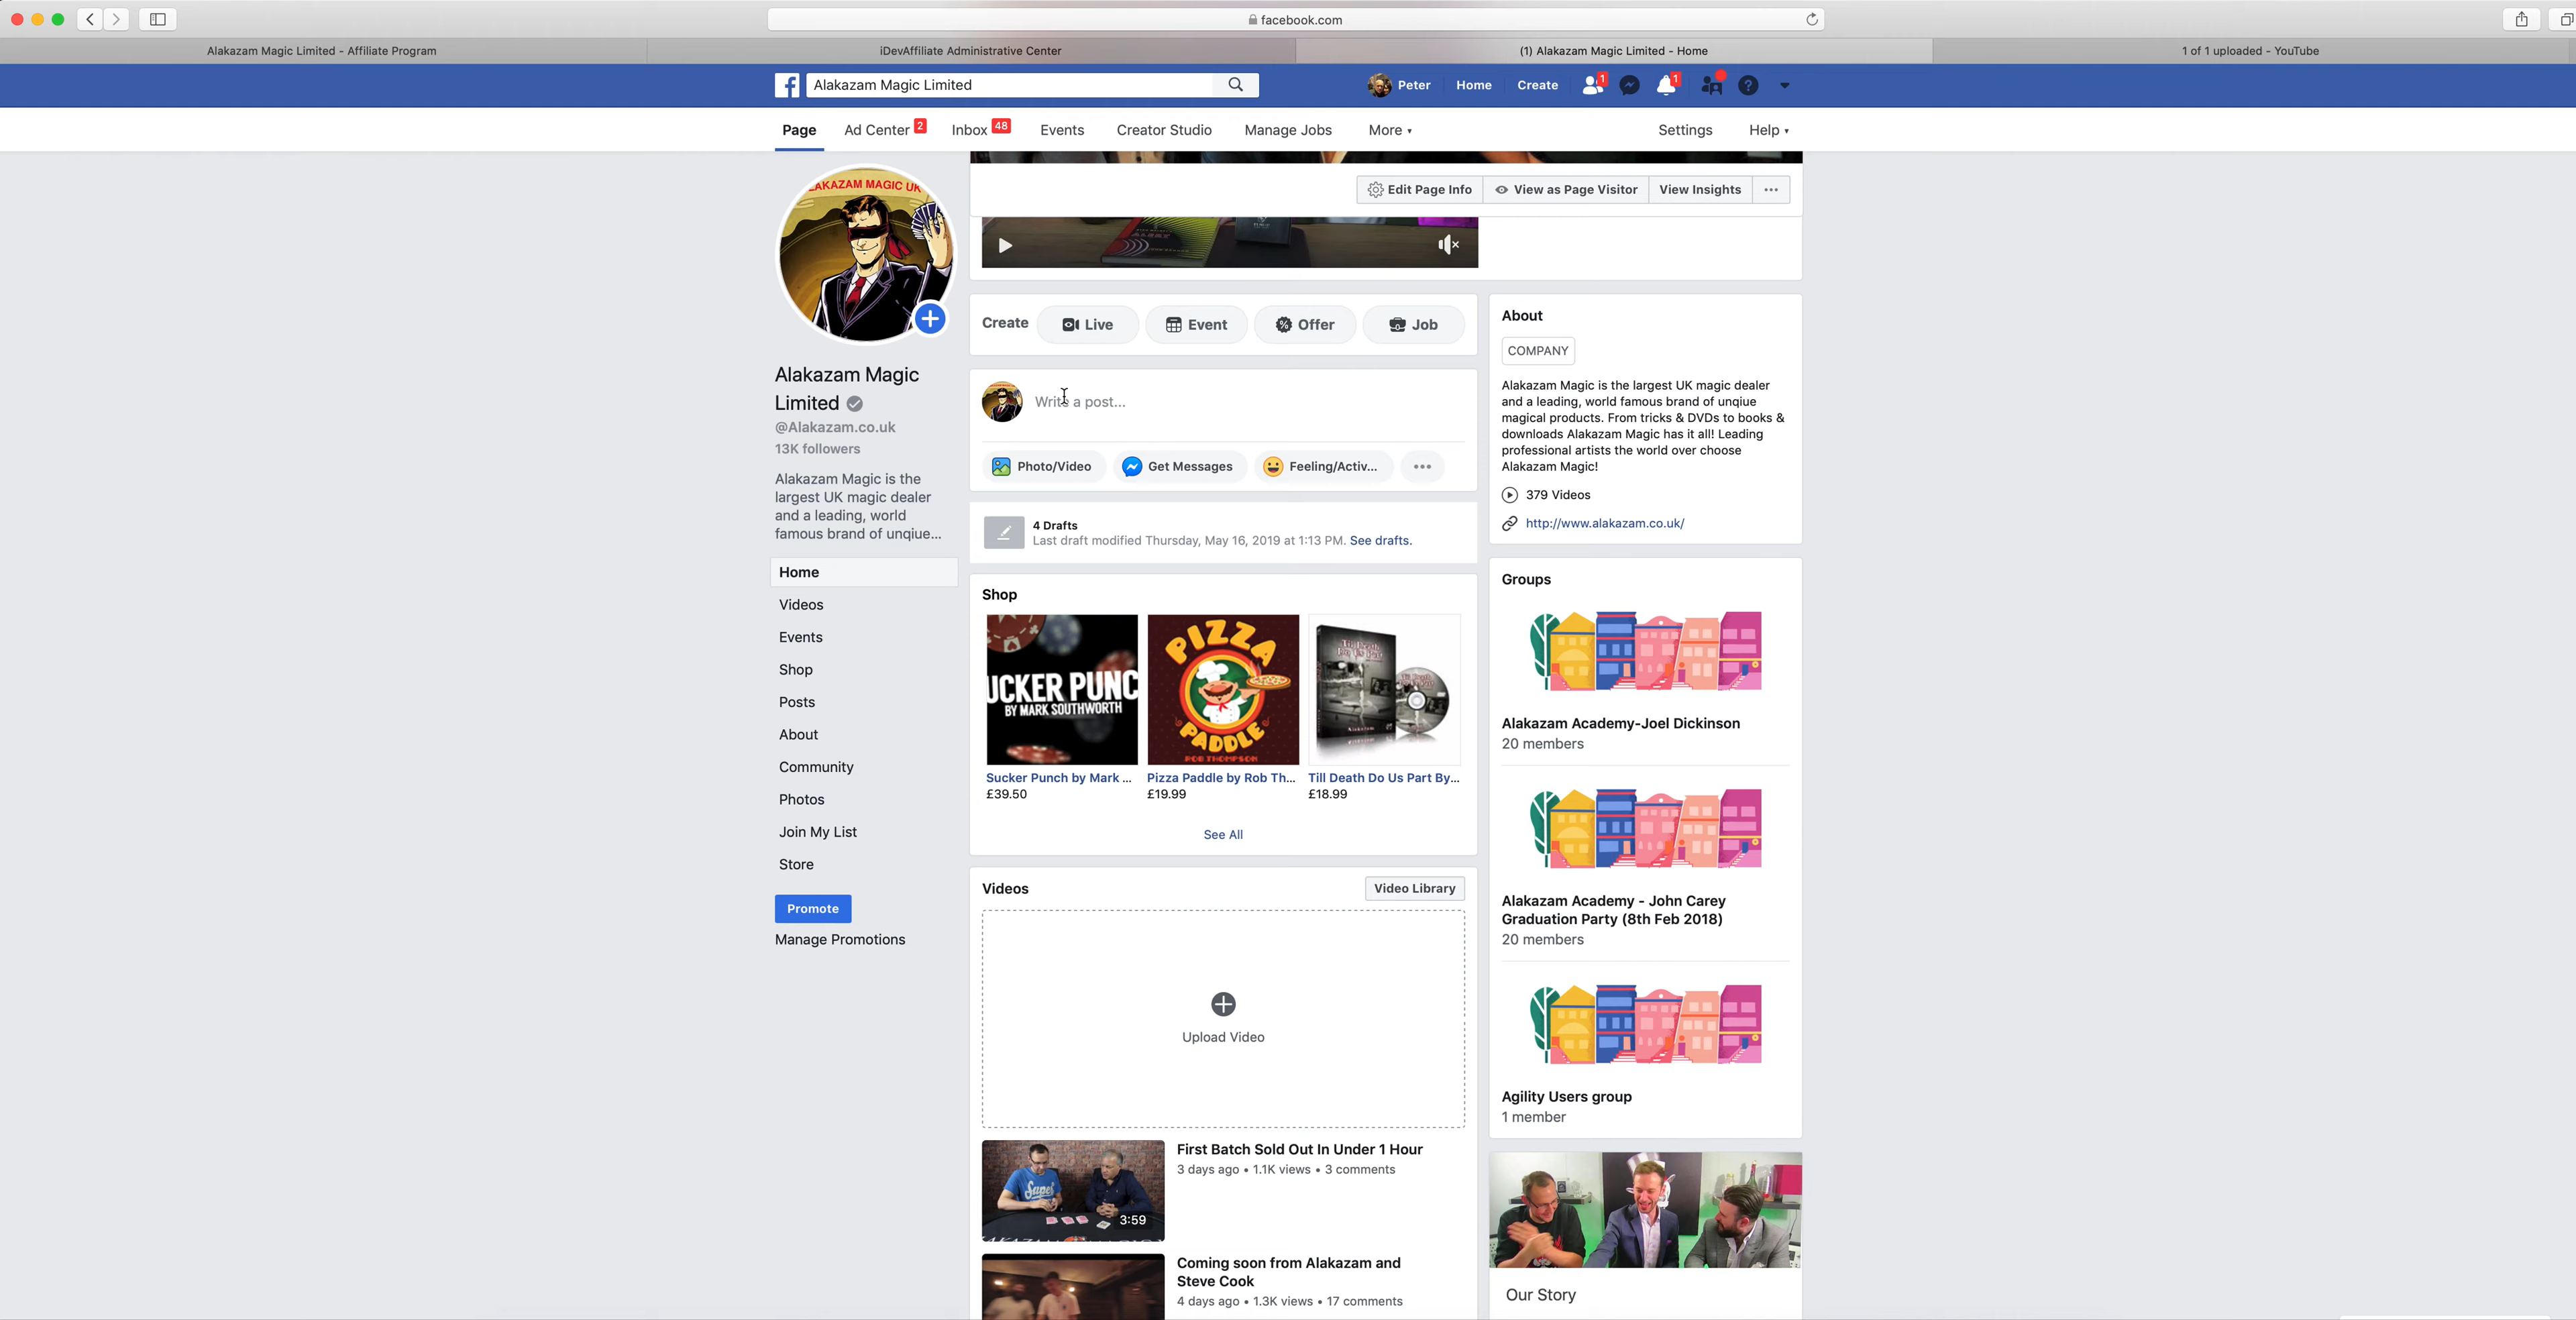 facebook.com
Alakazam Magic Limited - Affiliate Program
iDevAffiliate Administrative Center
(1) Alakazam Magic Limited - Home
1 of 1 uploaded - YouTube
Alakazam Magic Limited
Peter
Home
Create
1
1
Page
Ad Center 2
Inbox 48
Events
Creator Studio
Manage Jobs
More
Settings
Help
Edit Page Info
View as Page Visitor
View Insights
AKAZAM MAGIC UK
Alakazam Magic
Limited
@Alakazam.co.uk
13K followers
Alakazam Magic is the
largest UK magic dealer
and a leading, world
famous brand of unqiue...
Home
Videos
Events
Shop
Posts
About
Community
Photos
Join My List
Store
Promote
Manage Promotions
Create
Live
Event
Offer
Job
Write a post...
Photo/Video
Get Messages
Feeling/Activ...
4 Drafts
Last draft modified Thursday, May 16, 2019 at 1:13 PM. See drafts.
Shop
UCKER PUNC
BY MARK SOUTHWORTH
PIZZA
PADDLE
ROB THOMPSON
Till Death
Do Us Part
Sucker Punch by Mark ...
£39.50
Pizza Paddle by Rob Th...
£19.99
Till Death Do Us Part By...
£18.99
See All
Videos
Video Library
Upload Video
Super
3:59
First Batch Sold Out In Under 1 Hour
3 days ago • 1.1K views • 3 comments
Coming soon from Alakazam and
Steve Cook
4 days ago • 1.3K views • 17 comments
About
COMPANY
Alakazam Magic is the largest UK magic dealer
and a leading, world famous brand of unqiue
magical products. From tricks & DVDs to books &
downloads Alakazam Magic has it all! Leading
professional artists the world over choose
Alakazam Magic!
379 Videos
http://www.alakazam.co.uk/
Groups
Alakazam Academy-Joel Dickinson
20 members
Alakazam Academy - John Carey
Graduation Party (8th Feb 2018)
20 members
Agility Users group
1 member
Our Story